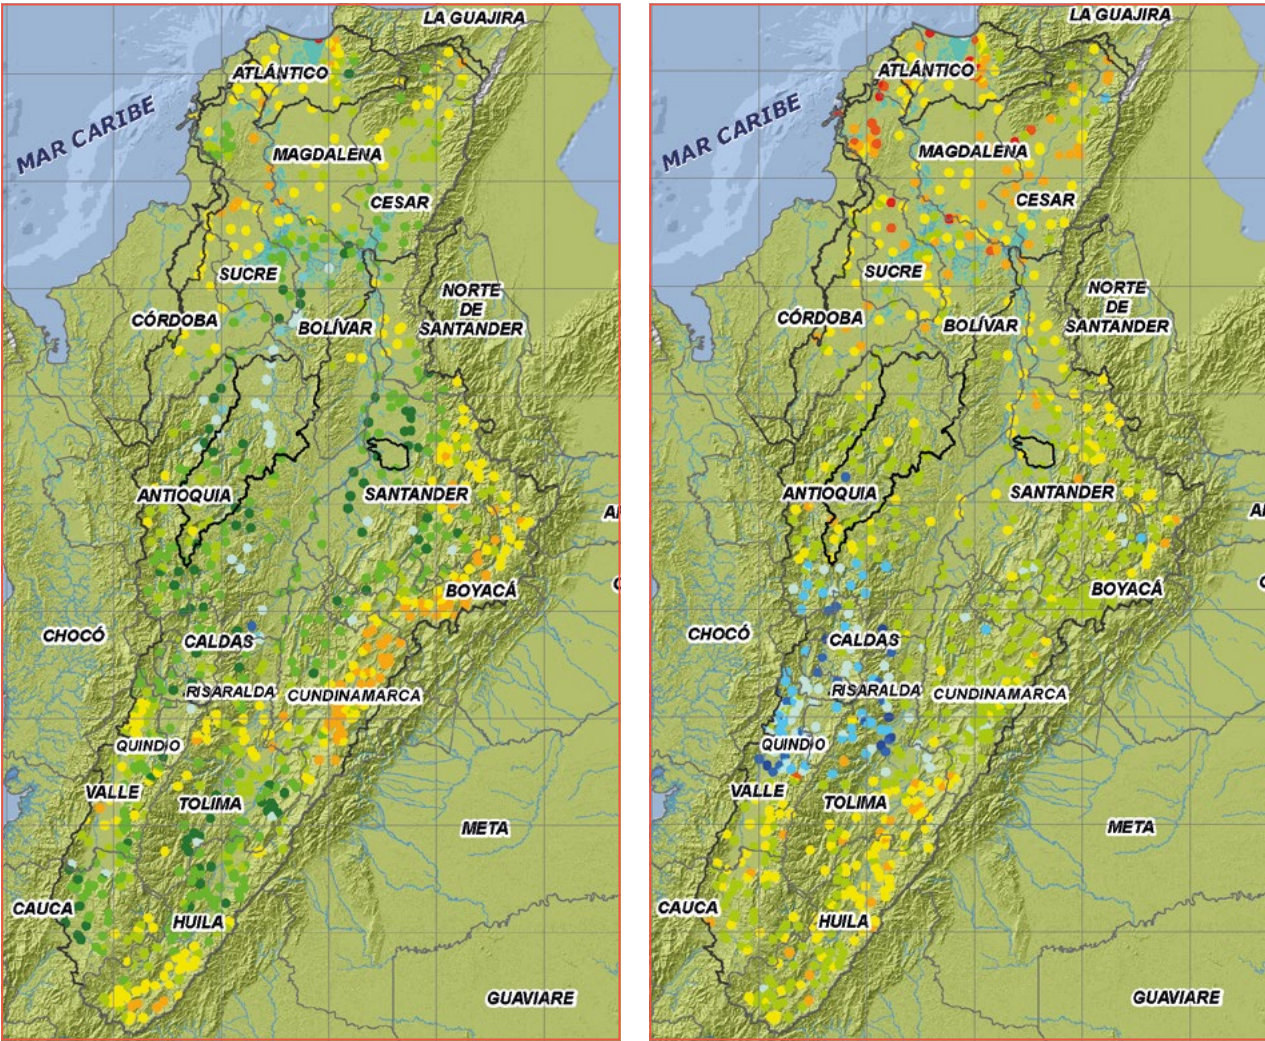 LA GUAJIRA
ATLÁNTICO
MAR CARIBE
MAGDALENA
CESAR
SUCRE
NORTE
DE
SANTANDER
CÓRDOBA
BOLÍVAR
ANTIOQUIA
SANTANDER
BOYACÁ
CHOCÓ
CALDAS
RISARALDA
CUNDINAMARCA
QUINDIO
VALLE
TOLIMA
META
CAUCA
HUILA
GUAVIARE
LA GUAJIRA
ATLÁNTICO
MAR CARIBE
MAGDALENA
CESAR
SUCRE
NORTE
DE
SANTANDER
CÓRDOBA
BOLÍVAR
ANTIOQUIA
SANTANDER
BOYACÁ
CHOCÓ
CALDAS
RISARALDA
CUNDINAMARCA
QUINDIO
VALLE
TOLIMA
META
CAUCA
HUILA
GUAVIARE